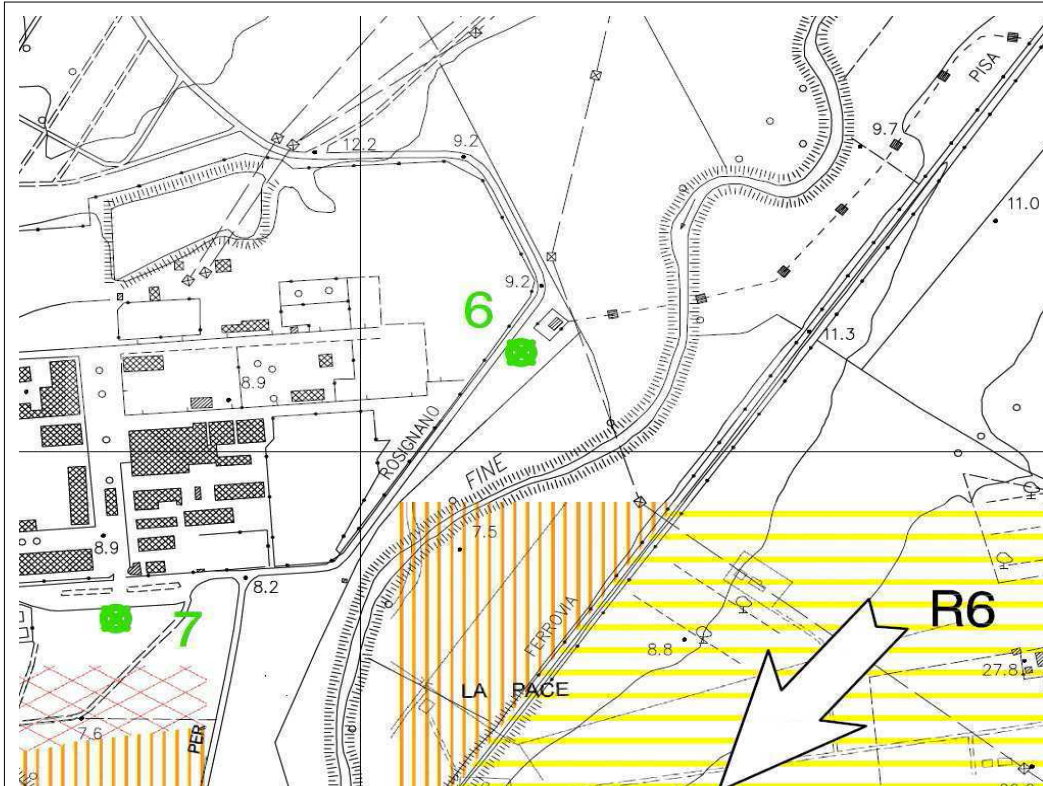 PISA
12.2
9.2
9.7
11.0
9.2
6
11.3
8.9
ROSIGNANO
FINE
7.5
8.9
8.2
7
FERROVIA
R6
8.8
27.8
LA PACE
7.6
PER